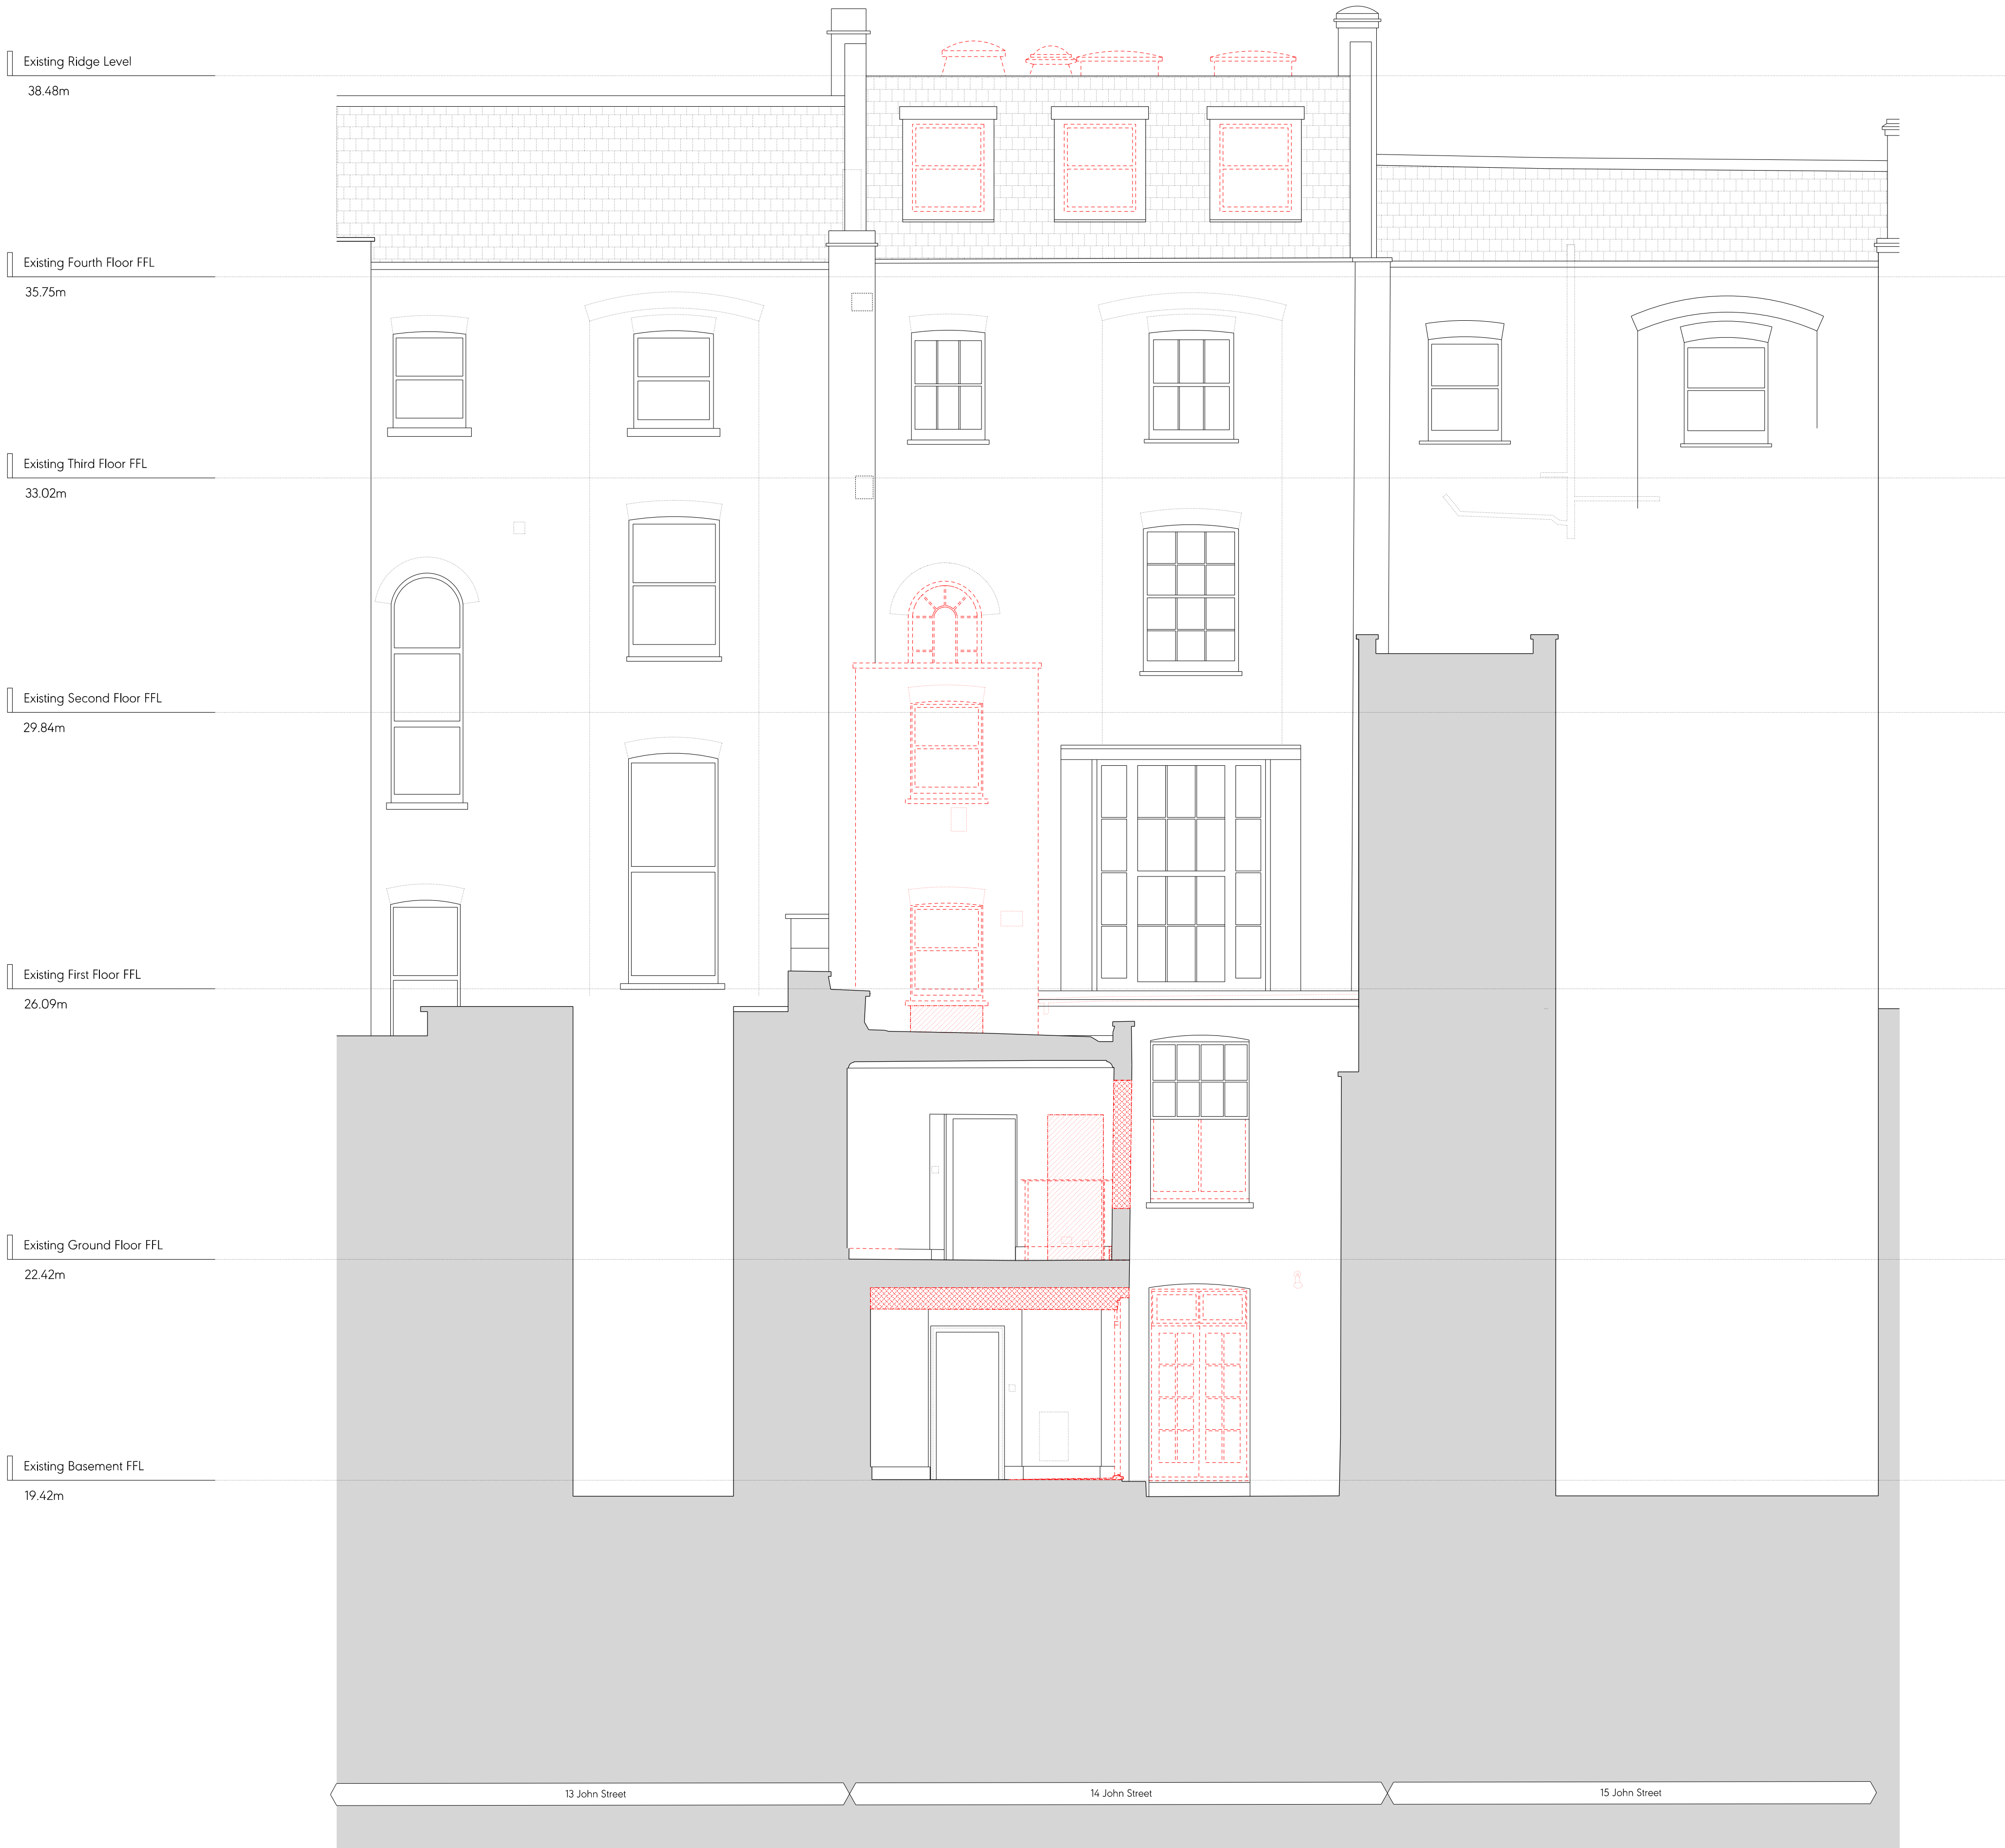 Existing Ridge Level
38.48m
Existing Fourth Floor FFL
35.75m
Existing Third Floor FFL
33.02m
Existing Second Floor FFL
29.84m
Existing First Floor FFL
26.09m
Existing Ground Floor FFL
22.42m
Existing Basement FFL
19.42m
13 John Street
14 John Street
15 John Street